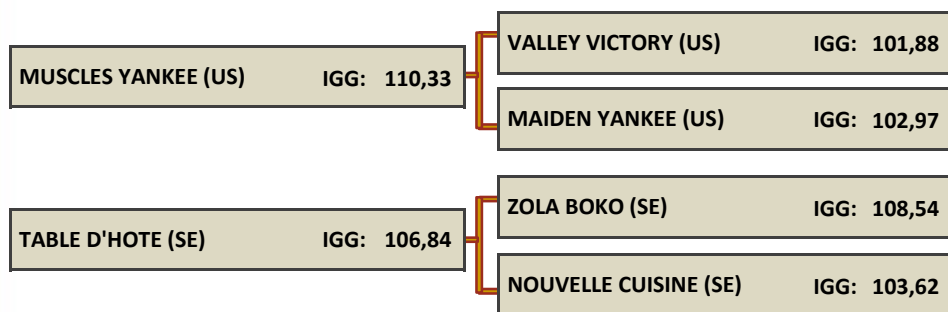 VALLEY VICTORY (US) IGG: 101,88
MUSCLES YANKEE (US) IGG: 110,33
MAIDEN YANKEE (US) IGG: 102,97
ZOLA BOKO (SE) IGG: 108,54
TABLE D'HOTE (SE) IGG: 106,84
NOUVELLE CUISINE (SE) IGG: 103,62